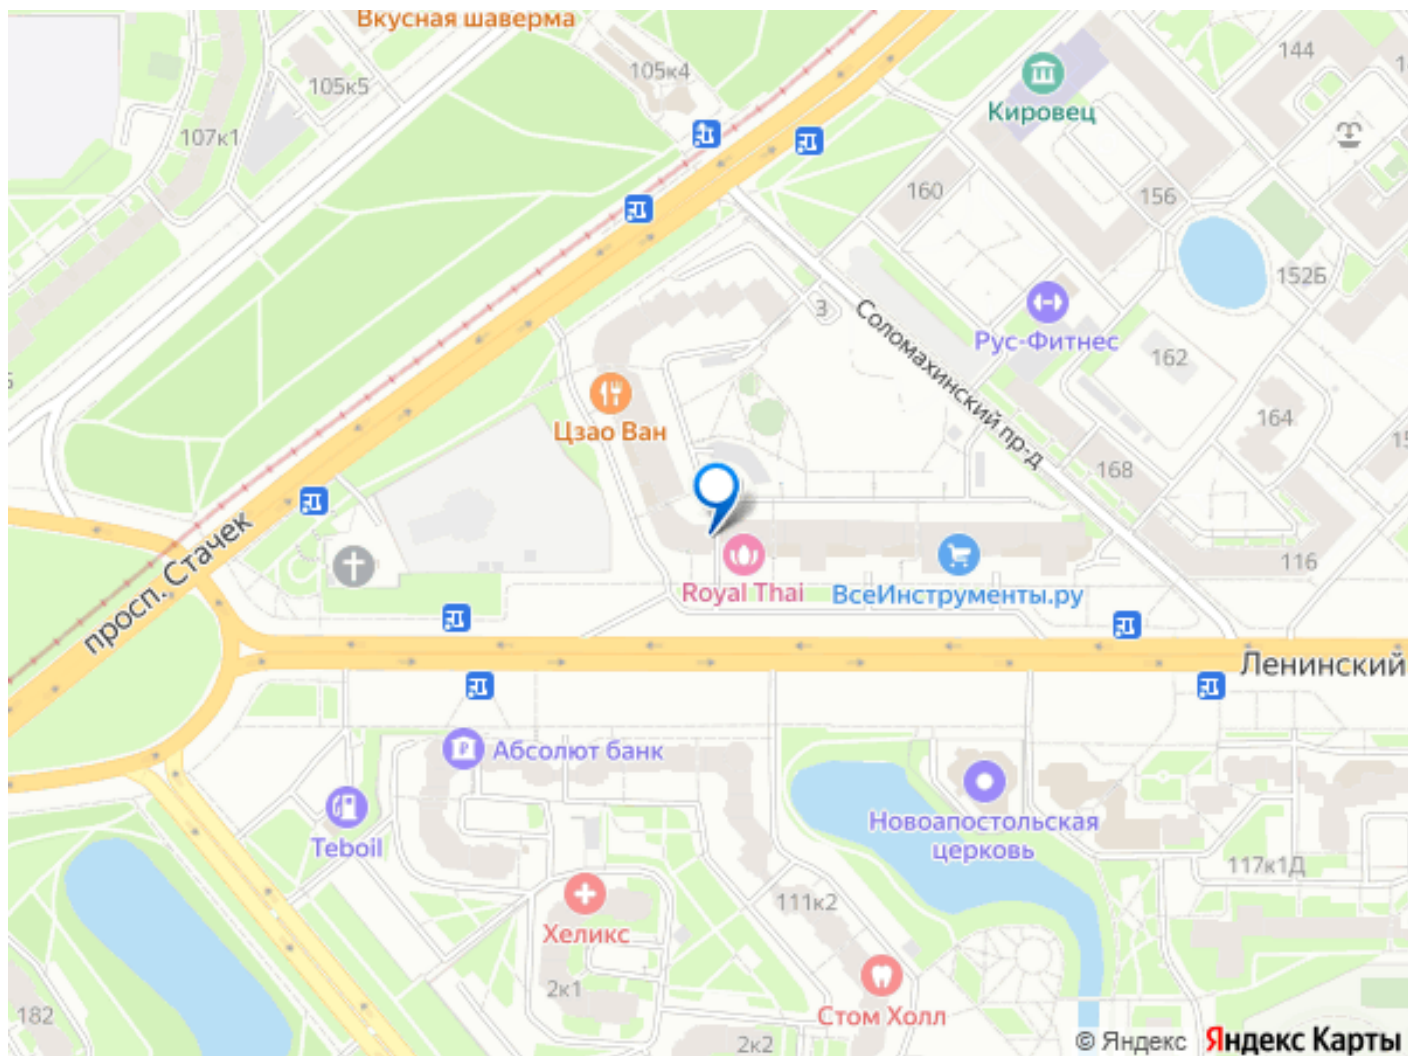 Вкусная шаверма
144
105к4
105к5
Кировец
107к1
160
156
152Б
3
Соломахинский пр-д
Рус-Фитнес
162
164
Цзао Ван
168
просп. Стачек
116
Royal Thai
ВсеИнструменты.ру
Ленинский
Абсолют банк
Teboil
Новоапостольская
церковь
117к1Д
111к2
Хеликс
2к1
Стом Холл
182
2к2
© Яндекс Яндекс Карты